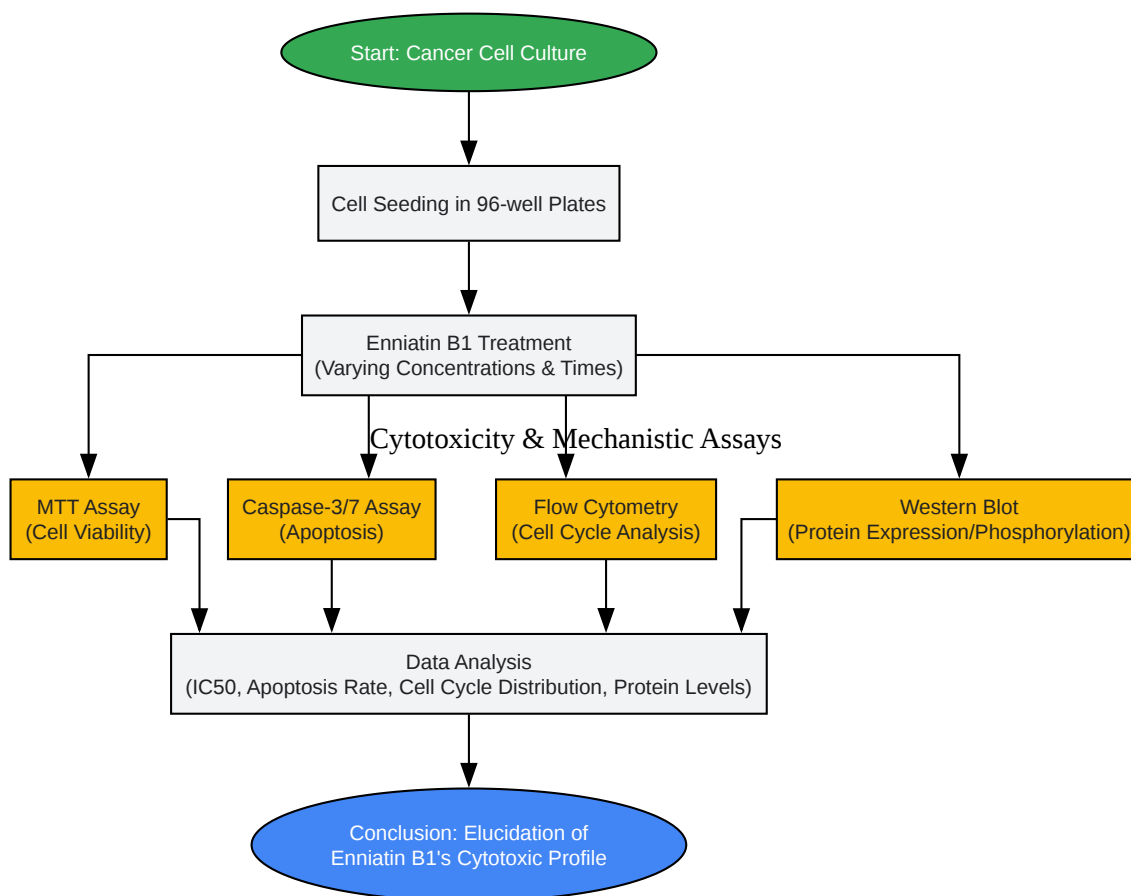 Start: Cancer Cell Culture
Cell Seeding in 96-well Plates
Enniatin B1 Treatment
(Varying Concentrations & Times)
Cytotoxicity & Mechanistic Assays
MTT Assay
(Cell Viability)
Caspase-3/7 Assay
(Apoptosis)
Flow Cytometry
(Cell Cycle Analysis)
Western Blot
(Protein Expression/Phosphorylation)
Data Analysis
(IC50, Apoptosis Rate, Cell Cycle Distribution, Protein Levels)
Conclusion: Elucidation of
Enniatin B1's Cytotoxic Profile